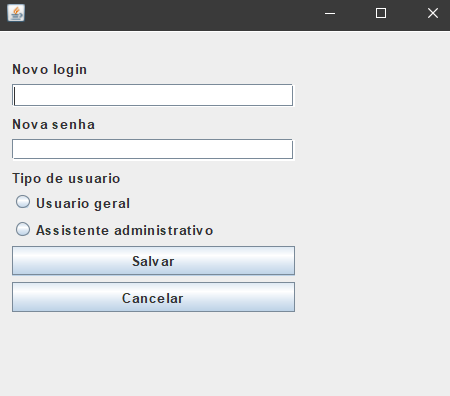 Novo login
Nova senha
Tipo de usuario
Usuario geral
Assistente administrativo
Salvar
Cancelar